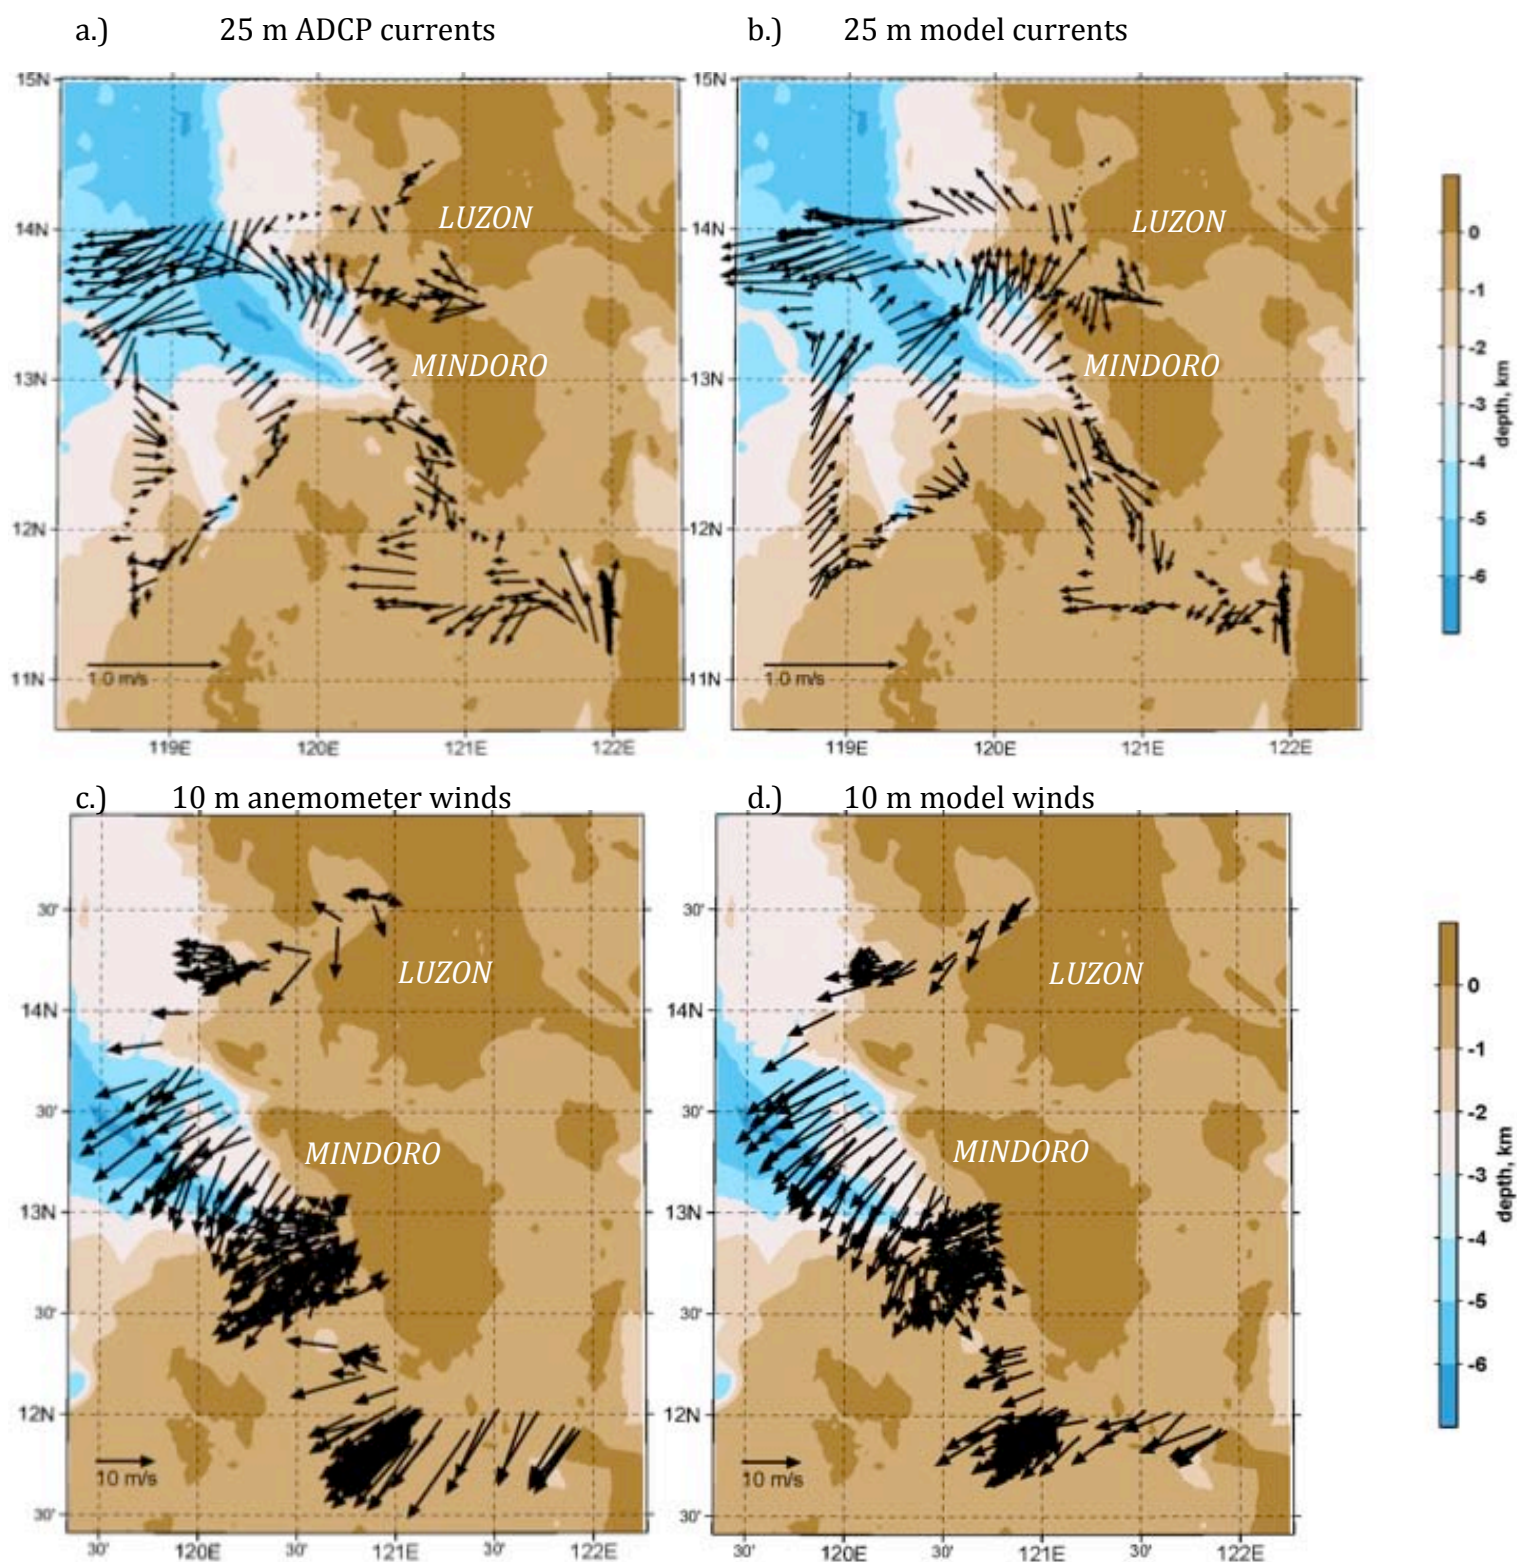 a.) 25 m ADCP currents
b.) 25 m model currents
15N
14N
13N
12N
11N
119E 120E 121E 122E
LUZON
MINDORO
1.0 m/s
15N
14N
13N
12N
11N
119E 120E 121E 122E
LUZON
MINDORO
1.0 m/s
0
-1
-2
-3
-4
-5
-6
depth, km
c.) 10 m anemometer winds
d.) 10 m model winds
30'
14N
30'
13N
30'
12N
30'
30' 120E 30' 121E 30' 122E
LUZON
MINDORO
10 m/s
30'
14N
30'
13N
30'
12N
30'
30' 120E 30' 121E 30' 122E
LUZON
MINDORO
10 m/s
0
-1
-2
-3
-4
-5
-6
depth, km